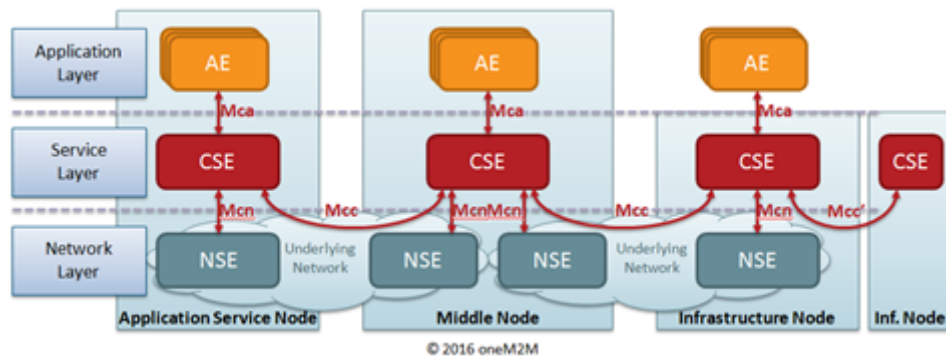 Application
Layer
AE
AE
AE
Mca
Mca
Mca
Service
Layer
CSE
CSE
CSE
CSE
Mcn
Mcc
Mcn
Mcn
Mcc
Mcn
Mcc'
Network
Layer
NSE
Underlying
Network
NSE
NSE
Underlying
Network
NSE
Application Service Node
Middle Node
Infrastructure Node
Inf. Node
© 2016 oneM2M